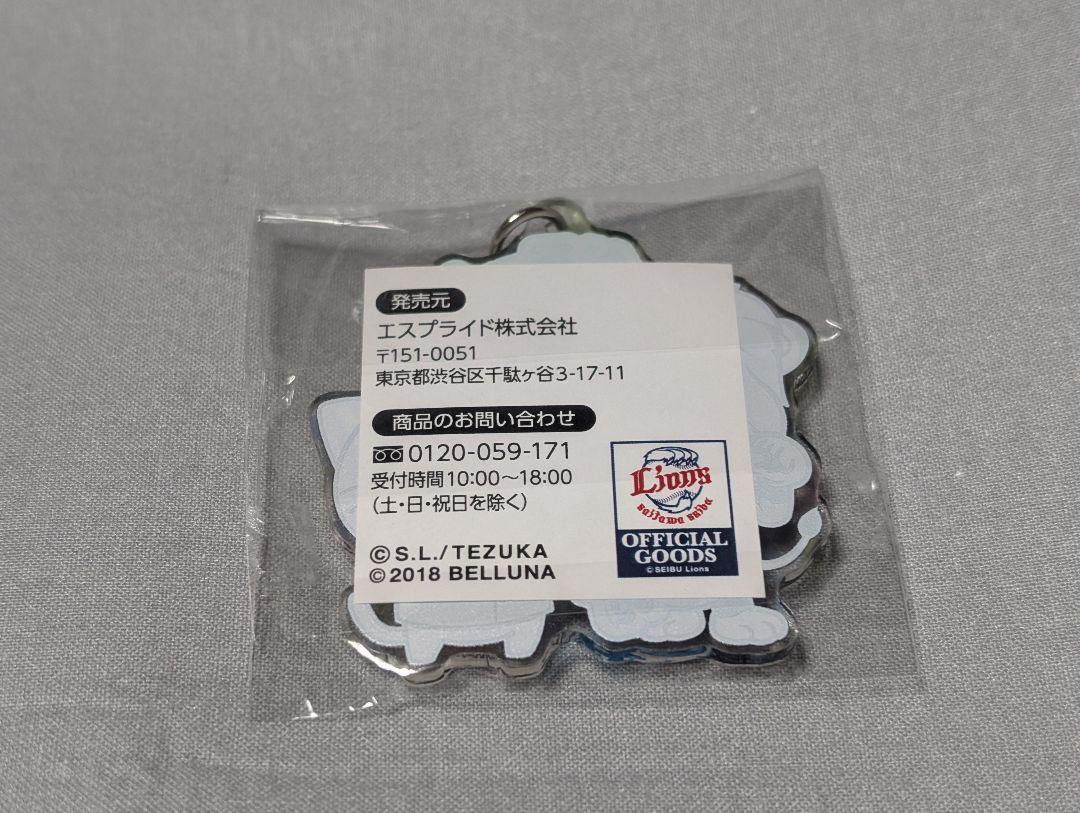 発売元
エスプライド株式会社
〒151-0051
東京都渋谷区千駄ヶ谷3-17-11
商品のお問い合わせ
0120-059-171
受付時間10:00〜18:00
(土・日・祝日を除く)
©S.L./TEZUKA
©2018 BELLUNA
Lions
saitama seibu
OFFICIAL
GOODS
©SEIBU Lions